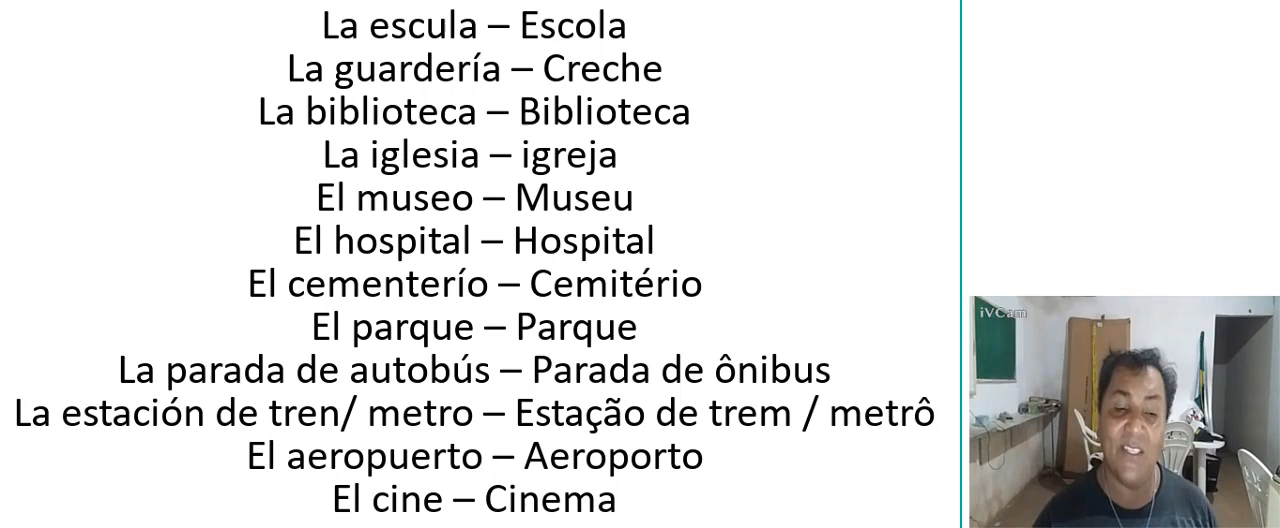 La escula – Escola
La guardería – Creche
La biblioteca – Biblioteca
La iglesia – igreja
El museo – Museu
El hospital – Hospital
El cementerío – Cemitério
El parque – Parque
La parada de autobús – Parada de ônibus
La estación de tren/ metro – Estação de trem / metrô
El aeropuerto – Aeroporto
El cine – Cinema
iVCam